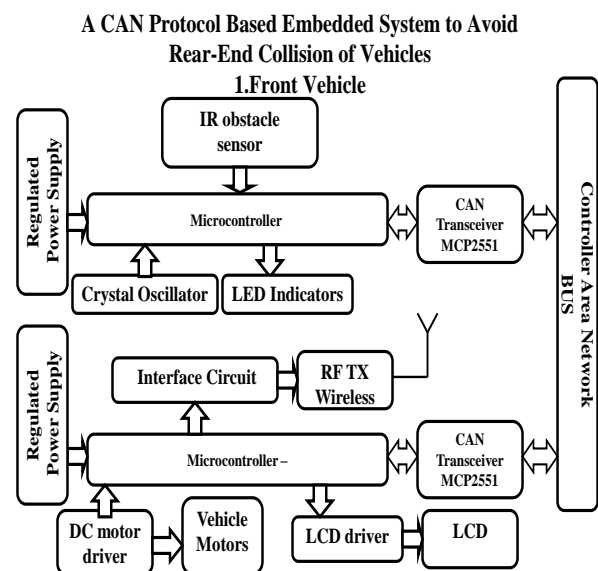 A CAN Protocol Based Embedded System to Avoid
Rear-End Collision of Vehicles
1.Front Vehicle
IR obstacle
sensor
Regulated
Power Supply
Microcontroller
CAN
Transceiver
MCP2551
Controller Area Network
BUS
Crystal Oscillator
LED Indicators
Regulated
Power Supply
Interface Circuit
RF TX
Wireless
Microcontroller –
CAN
Transceiver
MCP2551
DC motor
driver
Vehicle
Motors
LCD driver
LCD